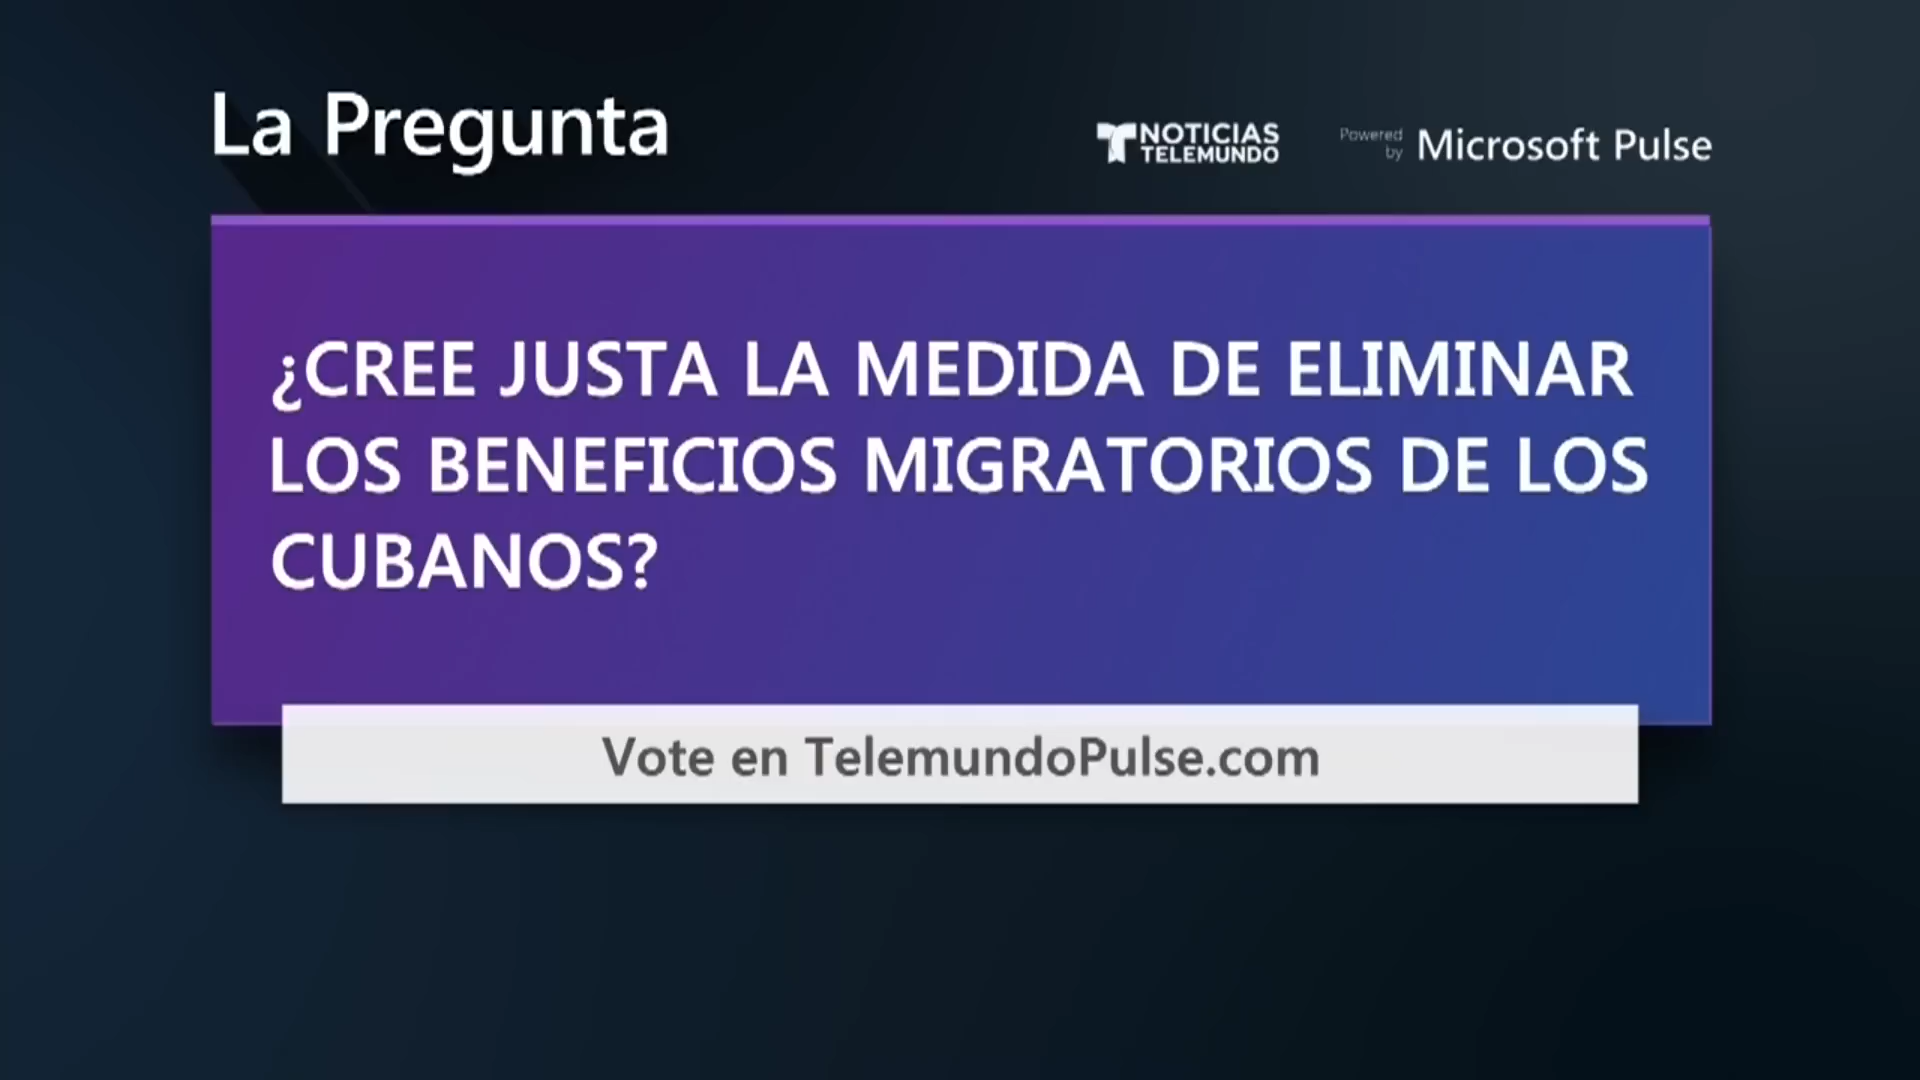 La Pregunta
NOTICIAS
TELEMUNDO
Powered
by
Microsoft Pulse
¿CREE JUSTA LA MEDIDA DE ELIMINAR
LOS BENEFICIOS MIGRATORIOS DE LOS
CUBANOS?
Vote en TelemundoPulse.com